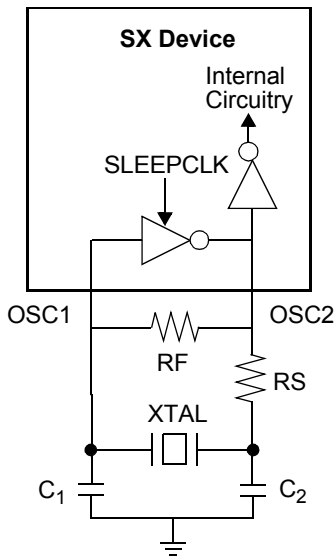 SX Device
Internal
Circuitry
SLEEPCLK
OSC1
OSC2
RF
RS
XTAL
C₁
C₂